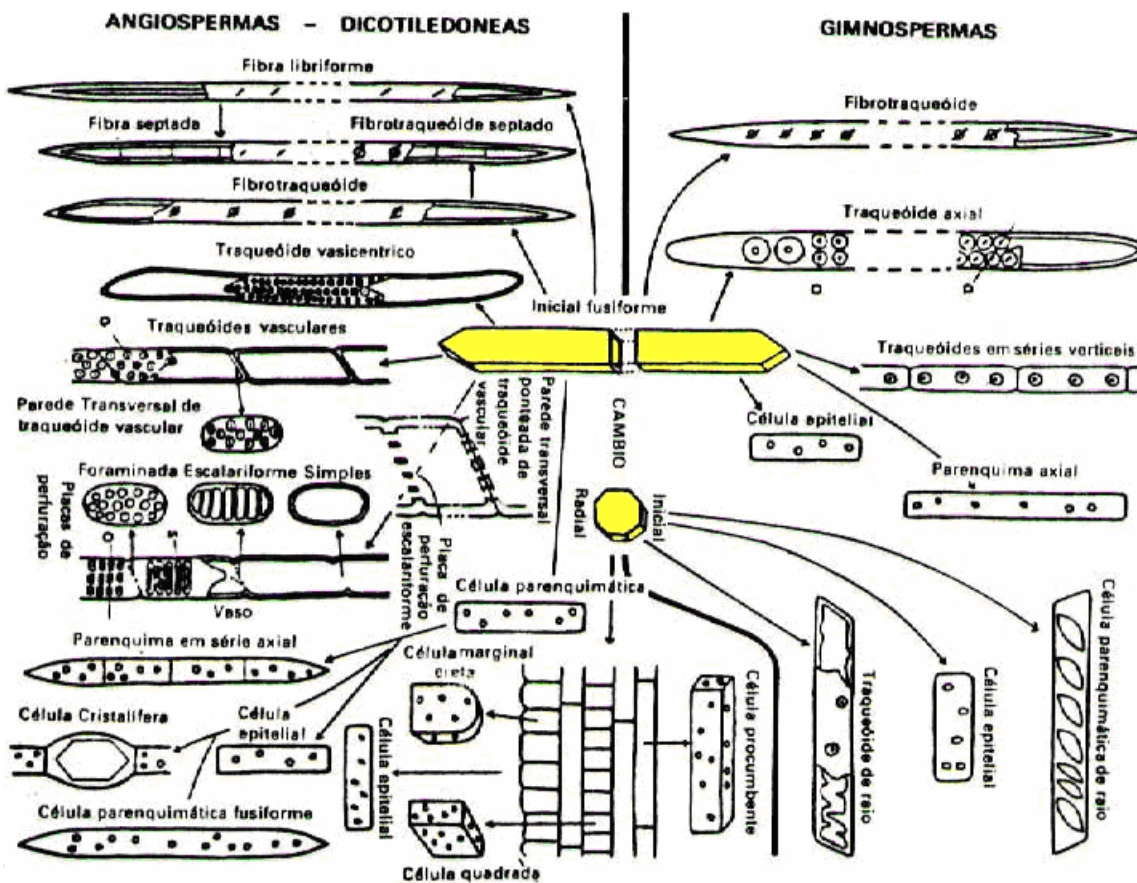 ANGIOSPERMAS - DICOTILEDONEAS
GIMNOSPERMAS
Fibra libriforme
Fibra septada
Fibrotraqueóide septado
Fibrotraqueóide
Traqueóide vasicentrico
Traqueóides vasculares
Parede Transversal de
traqueóide vascular
Foraminada Escalariforme Simples
Placas de
perfuração
Vaso
Parenquima em série axial
Célula Cristalífera
Célula
epitelial
Célula parenquimática fusiforme
Inicial fusiforme
Parede transversal
ponteada de
traqueóide
vascular
Placa de
perfuração
escalariforme
CAMBIO
Inicial
Radial
Célula parenquimática
Célula marginal
ereta
Célula epitelial
Célula quadrada
Célula procumbente
Fibrotraqueóide
Traqueóide axial
Traqueóides em séries verticais
Célula epitelial
Parenquima axial
Traqueóide de raio
Célula epitelial
Célula parenquimática de raio